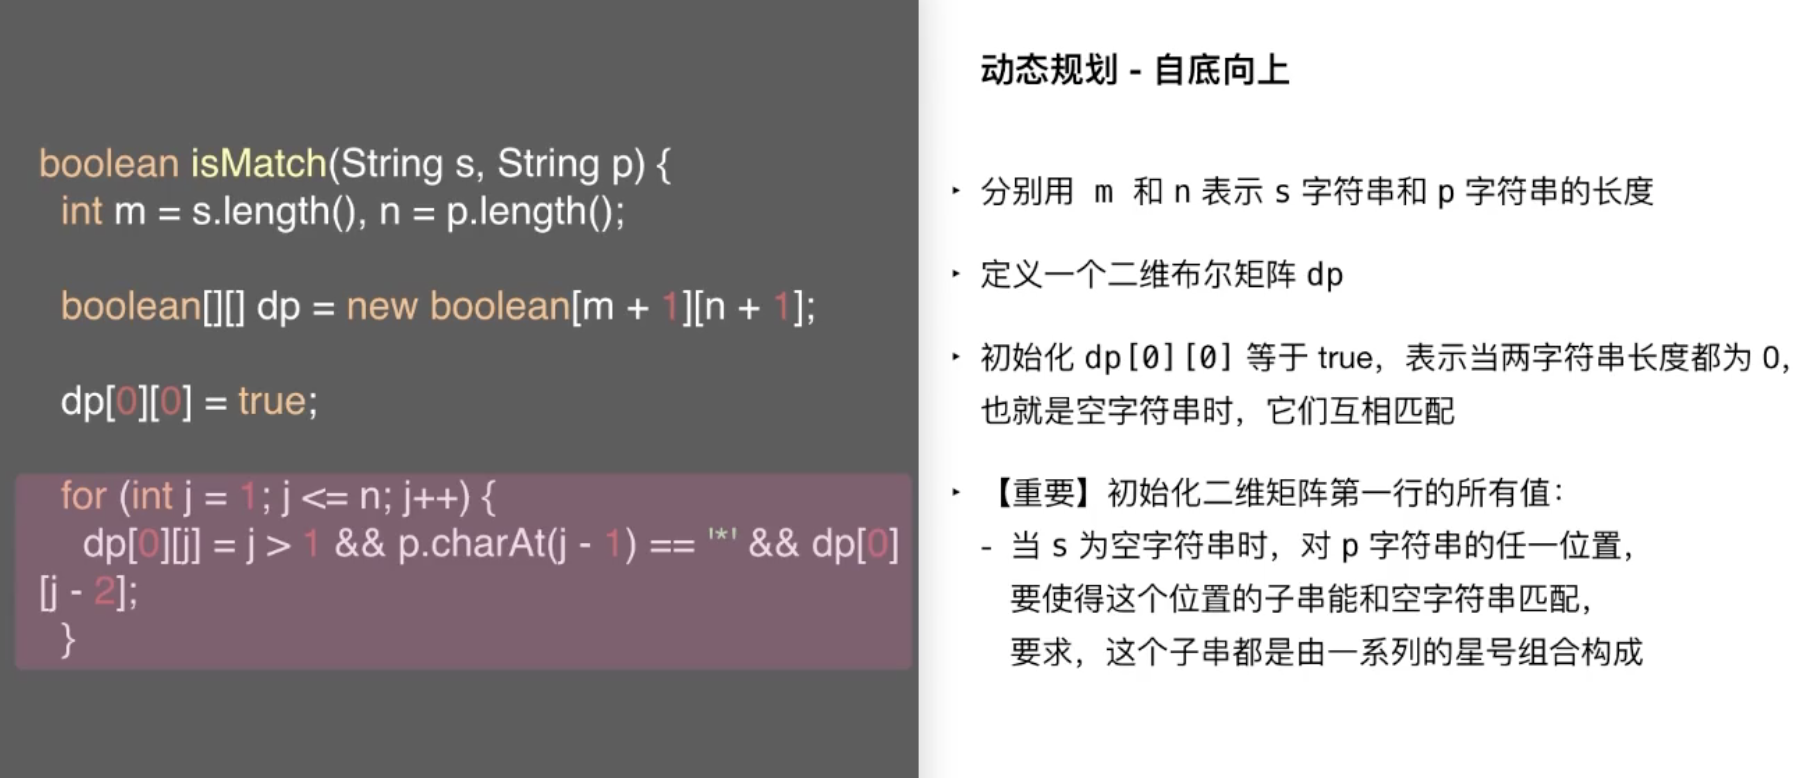 boolean isMatch(String s, String p) {
int m = s.length(), n = p.length();
boolean[][] dp = new boolean[m + 1][n + 1];
dp[0][0] = true;
for (int j = 1; j <= n; j++) {
dp[0][j] = j > 1 && p.charAt(j - 1) == '*' && dp[0]
[j - 2];
}
动态规划 - 自底向上
‣ 分别用 m 和 n 表示 s 字符串和 p 字符串的长度
‣ 定义一个二维布尔矩阵 dp
‣ 初始化 dp[0][0] 等于 true，表示当两字符串长度都为 0，
也就是空字符串时，它们互相匹配
‣ 【重要】初始化二维矩阵第一行的所有值：
- 当 s 为空字符串时，对 p 字符串的任一位置，
要使得这个位置的子串能和空字符串匹配，
要求，这个子串都是由一系列的星号组合构成